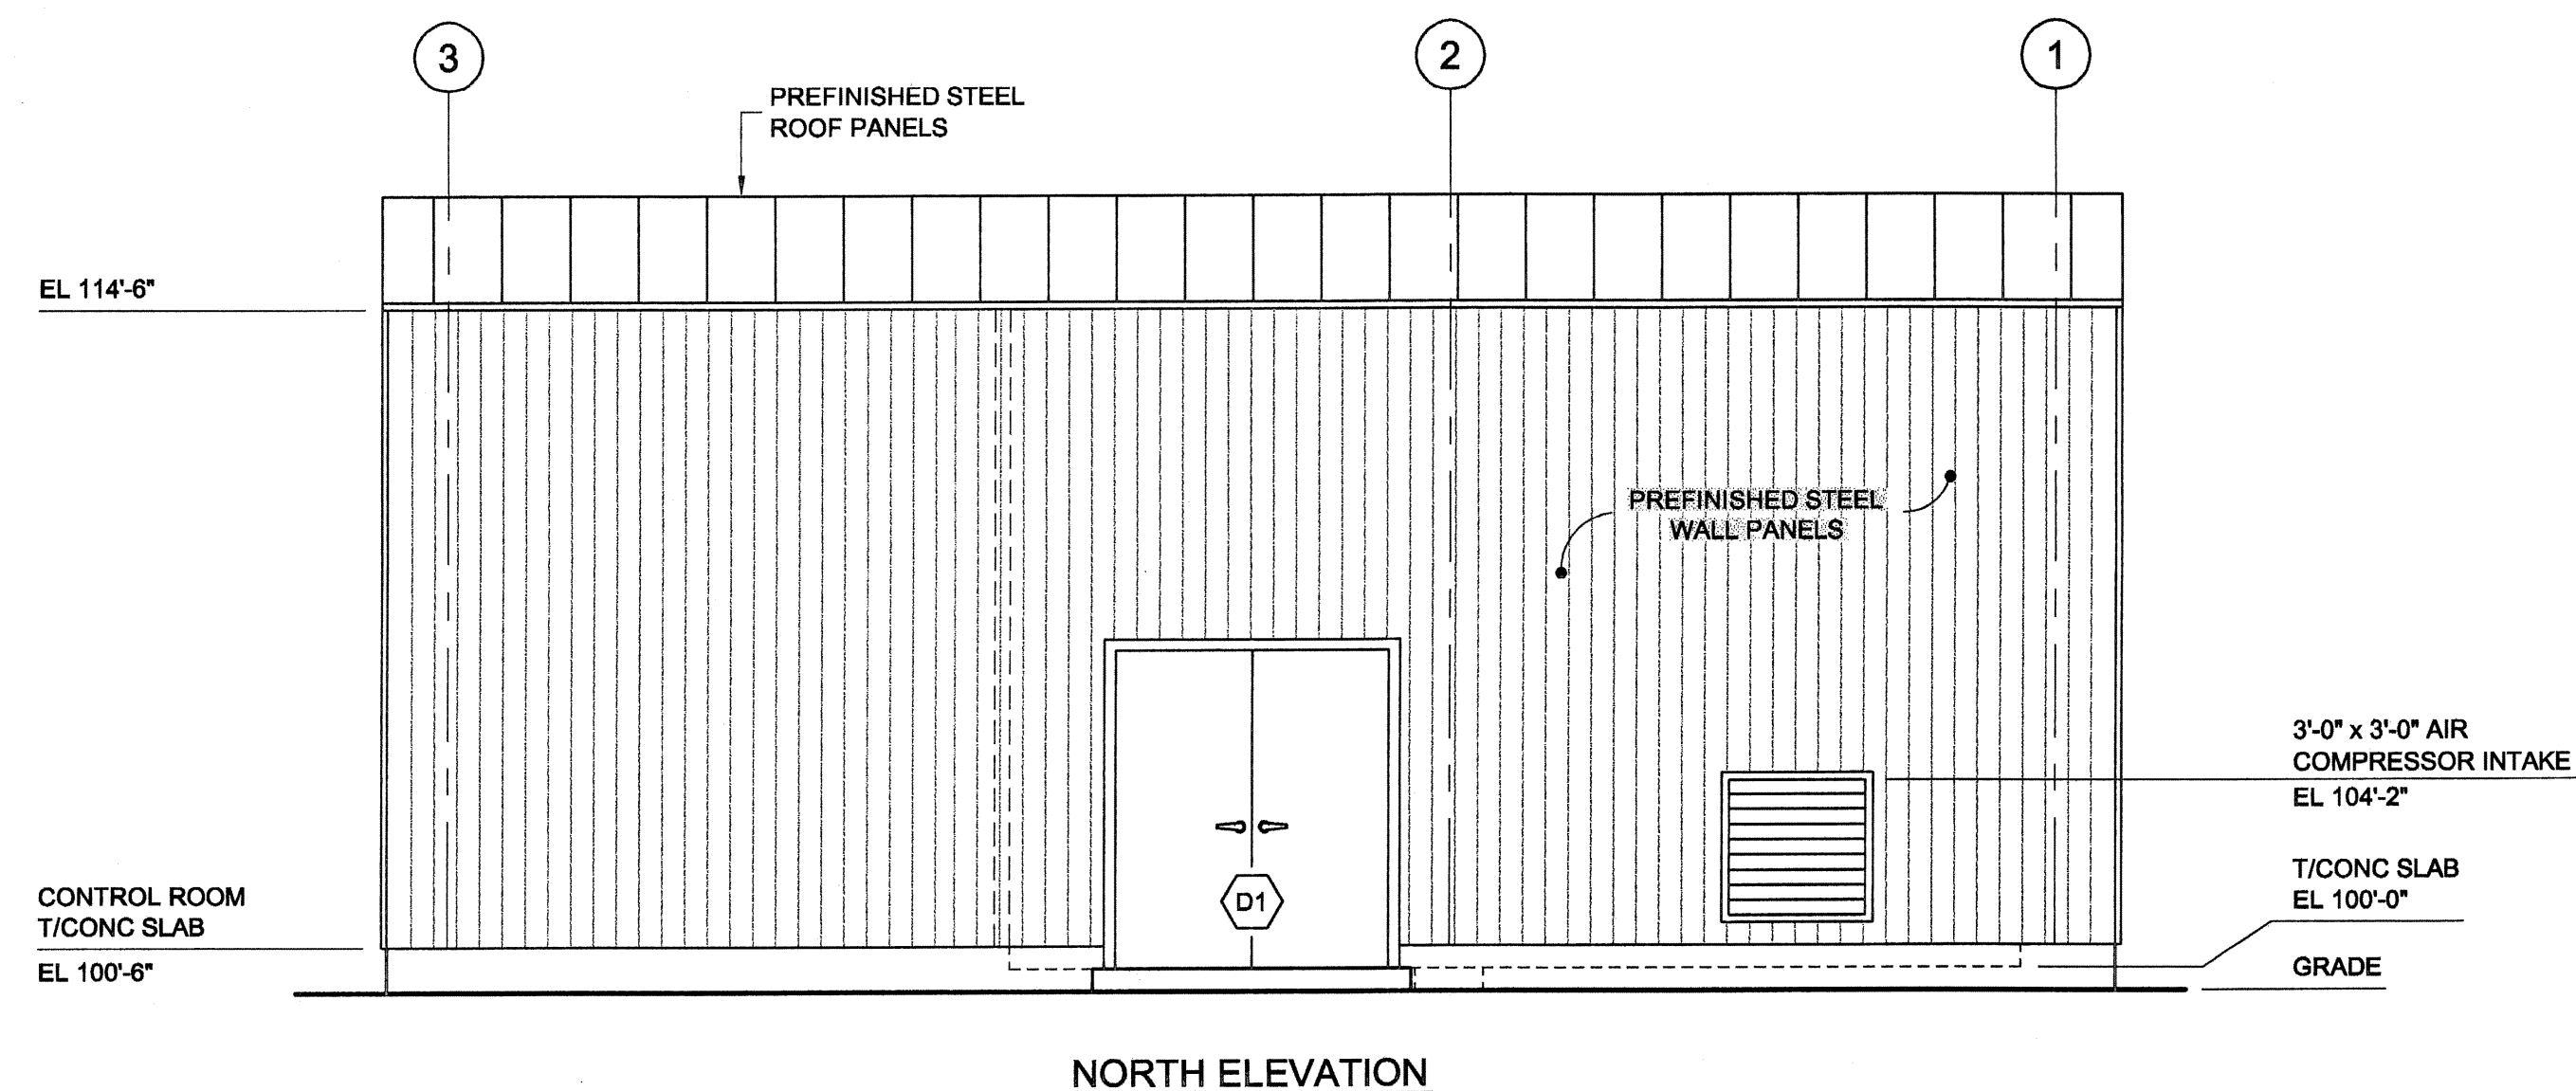 3
2
1
PREFINISHED STEEL
ROOF PANELS
EL 114'-6"
PREFINISHED STEEL
WALL PANELS
3'-0" x 3'-0" AIR
COMPRESSOR INTAKE
EL 104'-2"
CONTROL ROOM
T/CONC SLAB
EL 100'-6"
D1
T/CONC SLAB
EL 100'-0"
GRADE
NORTH ELEVATION